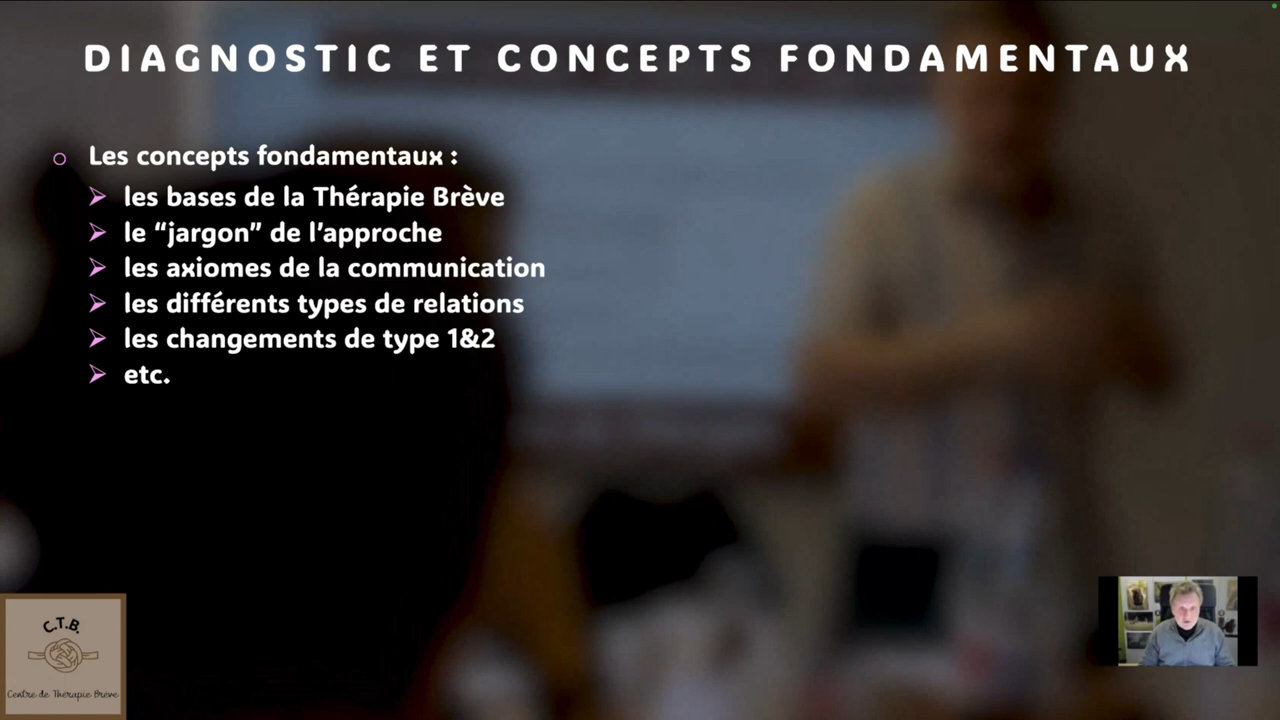 DIAGNOSTIC ET CONCEPTS FONDAMENTAUX
Les concepts fondamentaux :
les bases de la Thérapie Brève
le “jargon” de l’approche
les axiomes de la communication
les différents types de relations
les changements de type 1&2
etc.
C.T.B.
Centre de Thérapie Brève